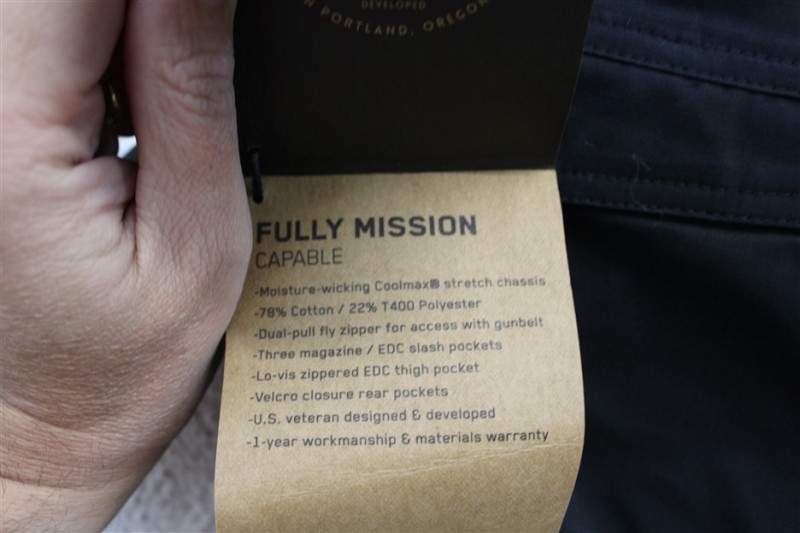 DEVELOPED
N PORTLAND, OREGON
FULLY MISSION
CAPABLE
-Moisture-wicking Coolmax® stretch chassis
-78% Cotton / 22% T400 Polyester
-Dual-pull fly zipper for access with gunbelt
-Three magazine / EDC slash pockets
-Lo-vis zippered EDC thigh pocket
-Velcro closure rear pockets
-U.S. veteran designed & developed
-1-year workmanship & materials warranty